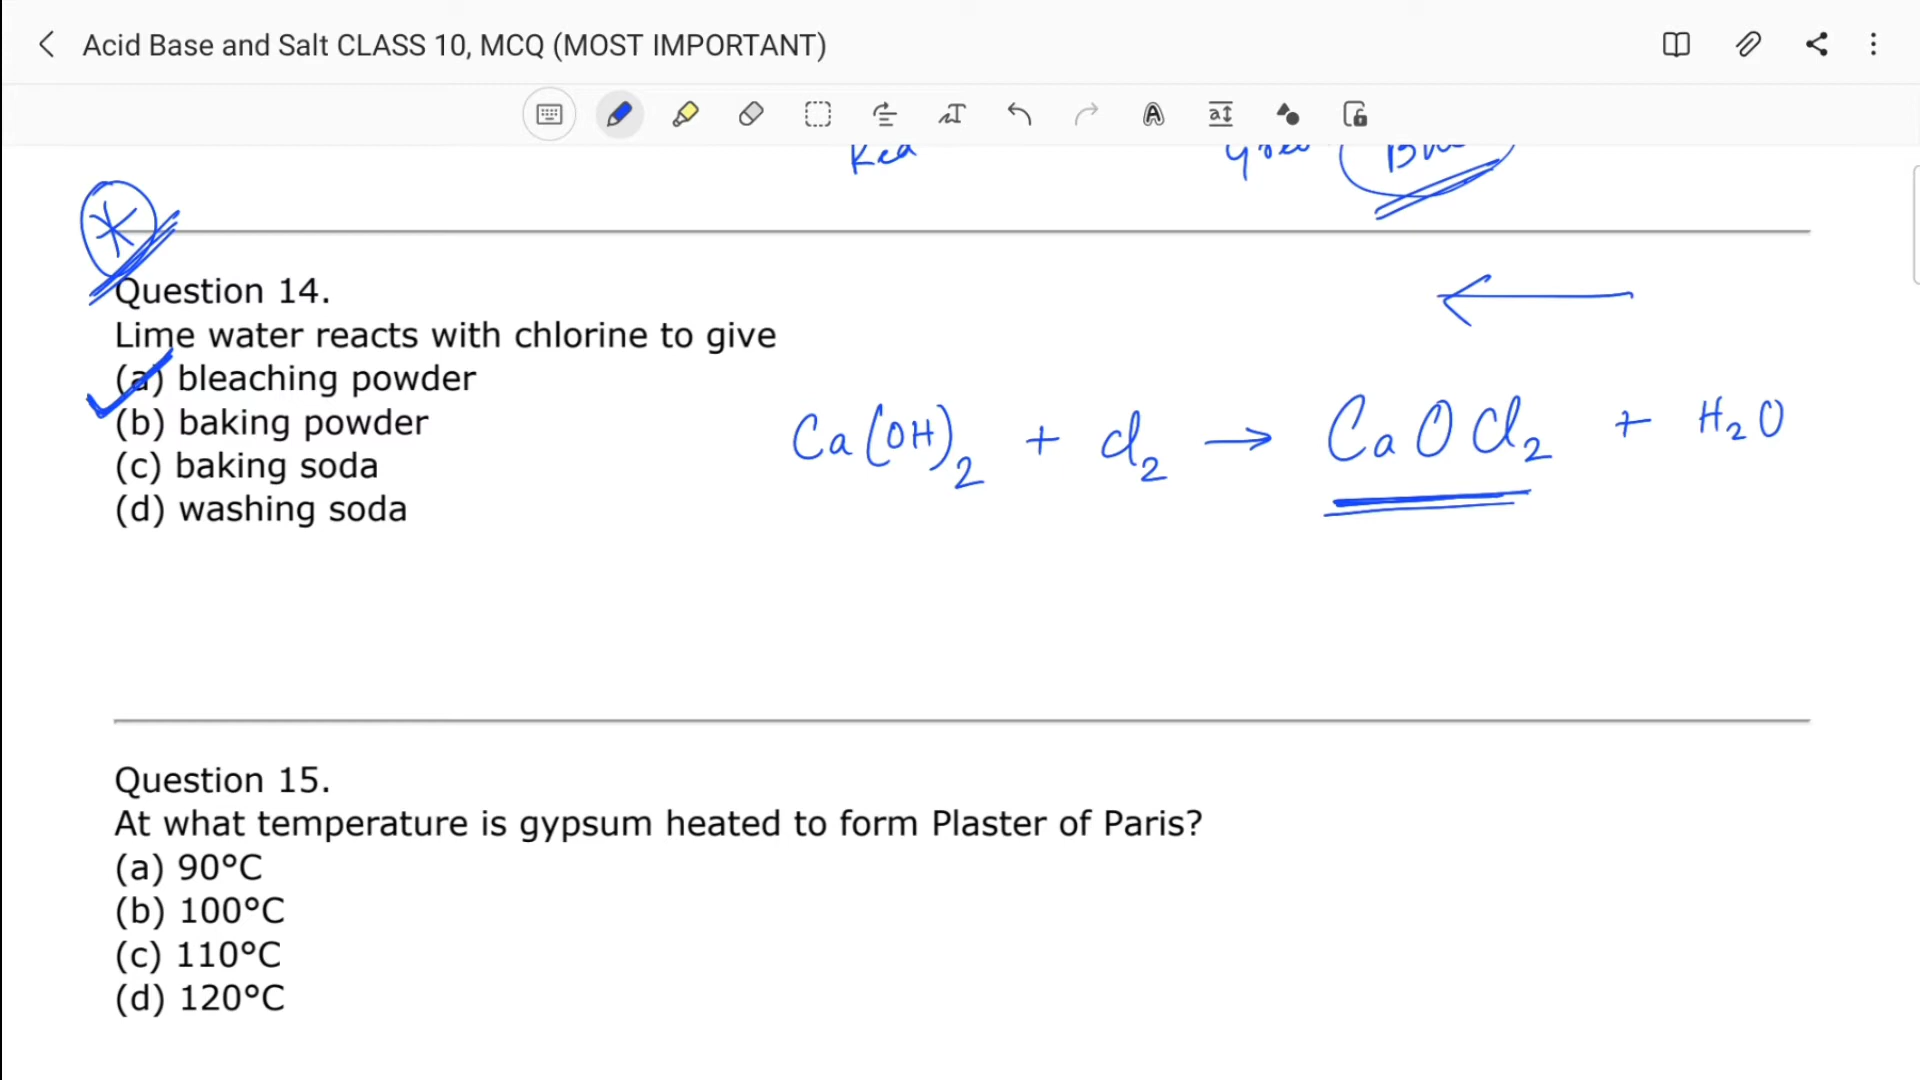 Acid Base and Salt CLASS 10, MCQ (MOST IMPORTANT)
Red
Question 14.
Lime water reacts with chlorine to give
(a) bleaching powder
(b) baking powder
(c) baking soda
(d) washing soda
Ca(OH)₂ + Cl₂ → CaOCl₂ + H₂O
Question 15.
At what temperature is gypsum heated to form Plaster of Paris?
(a) 90°C
(b) 100°C
(c) 110°C
(d) 120°C